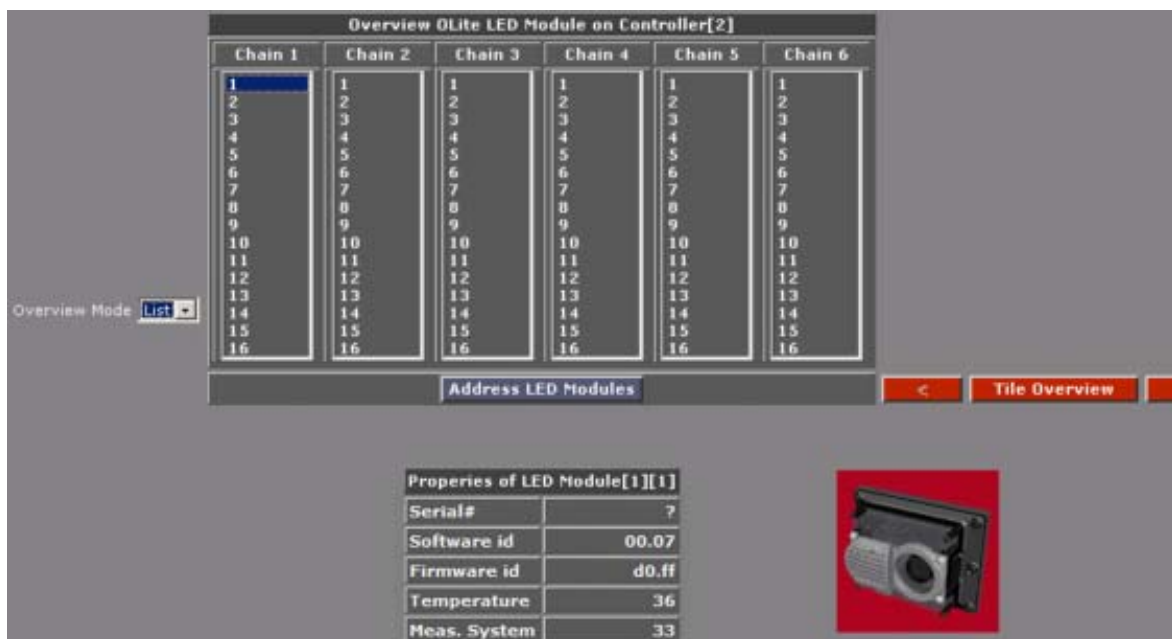 Overview OLite LED Module on Controller[2]
Chain 1 Chain 2 Chain 3 Chain 4 Chain 5 Chain 6
1 1 1 1 1 1
2 2 2 2 2 2
3 3 3 3 3 3
4 4 4 4 4 4
5 5 5 5 5 5
6 6 6 6 6 6
7 7 7 7 7 7
8 8 8 8 8 8
9 9 9 9 9 9
10 10 10 10 10 10
11 11 11 11 11 11
12 12 12 12 12 12
13 13 13 13 13 13
Overview Mode List
14 14 14 14 14 14
15 15 15 15 15 15
16 16 16 16 16 16
Address LED Modules
< Tile Overview
Properies of LED Module[1][1]
Serial# ?
Software id 00.07
Firmware id d0.ff
Temperature 36
Meas. System 33